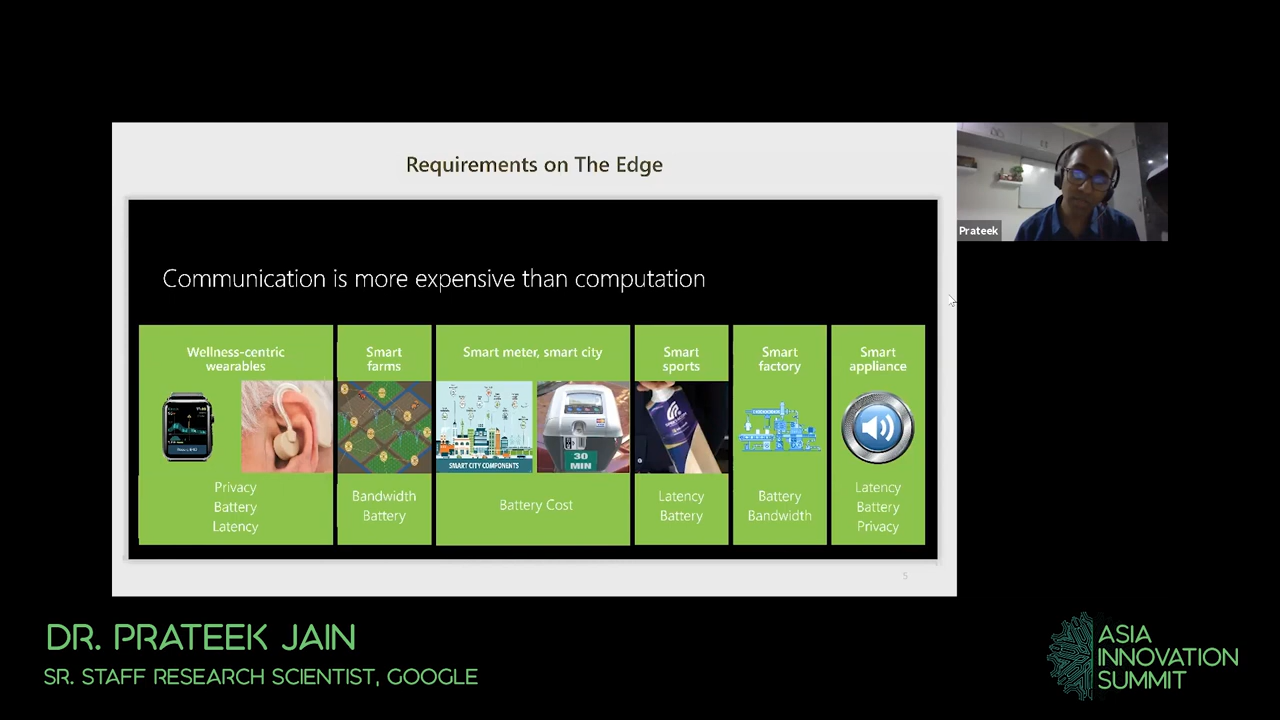 Requirements on The Edge
Prateek
Communication is more expensive than computation
Wellness-centric
wearables
Privacy
Battery
Latency
Smart
farms
Bandwidth
Battery
Smart meter, smart city
SMART CITY COMPONENTS
30
MIN
Battery Cost
Smart
sports
Latency
Battery
Smart
factory
Battery
Bandwidth
Smart
appliance
Latency
Battery
Privacy
5
DR. PRATEEK JAIN
SR. STAFF RESEARCH SCIENTIST, GOOGLE
ASIA
INNOVATION
SUMMIT